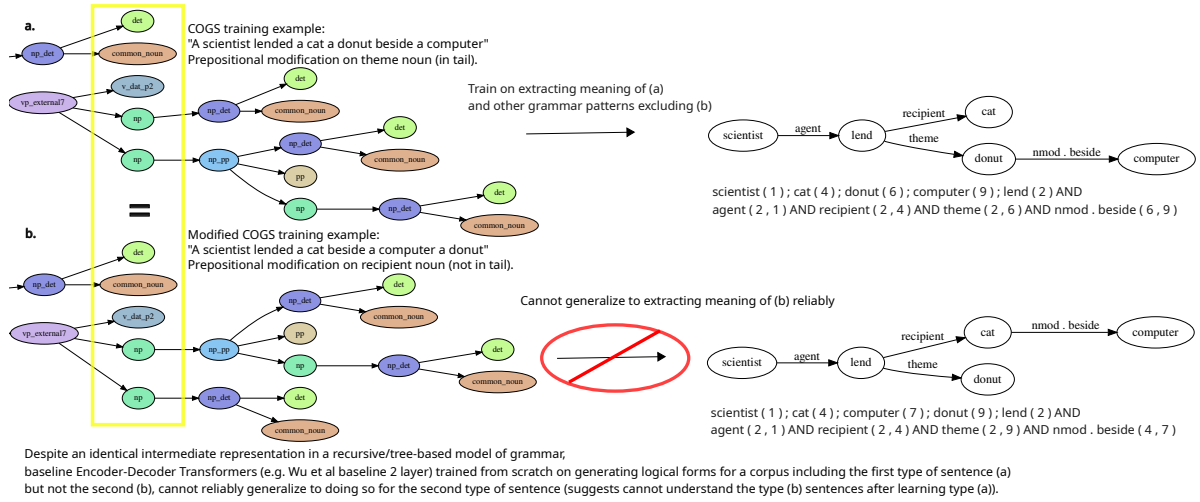 a.
COGS training example:
"A scientist lended a cat a donut beside a computer"
Prepositional modification on theme noun (in tail).
det
np_det
common_noun
vp_external7
v_dat_p2
np
np_det
det
common_noun
np
np_pp
np_det
det
common_noun
pp
np
np_det
det
common_noun
Train on extracting meaning of (a)
and other grammar patterns excluding (b)
scientist
agent
lend
recipient
cat
theme
donut
nmod . beside
computer
scientist ( 1 ) ; cat ( 4 ) ; donut ( 6 ) ; computer ( 9 ) ; lend ( 2 ) AND
agent ( 2 , 1 ) AND recipient ( 2 , 4 ) AND theme ( 2 , 6 ) AND nmod . beside ( 6 , 9 )
=
b.
Modified COGS training example:
"A scientist lended a cat beside a computer a donut"
Prepositional modification on recipient noun (not in tail).
det
np_det
common_noun
vp_external7
v_dat_p2
np
np_pp
np_det
det
common_noun
pp
np
np_det
det
common_noun
np
np_det
det
common_noun
Cannot generalize to extracting meaning of (b) reliably
scientist
agent
lend
recipient
cat
nmod . beside
computer
theme
donut
scientist ( 1 ) ; cat ( 4 ) ; computer ( 7 ) ; donut ( 9 ) ; lend ( 2 ) AND
agent ( 2 , 1 ) AND recipient ( 2 , 4 ) AND theme ( 2 , 9 ) AND nmod . beside ( 4 , 7 )
Despite an identical intermediate representation in a recursive/tree-based model of grammar,
baseline Encoder-Decoder Transformers (e.g. Wu et al baseline 2 layer) trained from scratch on generating logical forms for a corpus including the first type of sentence (a)
but not the second (b), cannot reliably generalize to doing so for the second type of sentence (suggests cannot understand the type (b) sentences after learning type (a)).